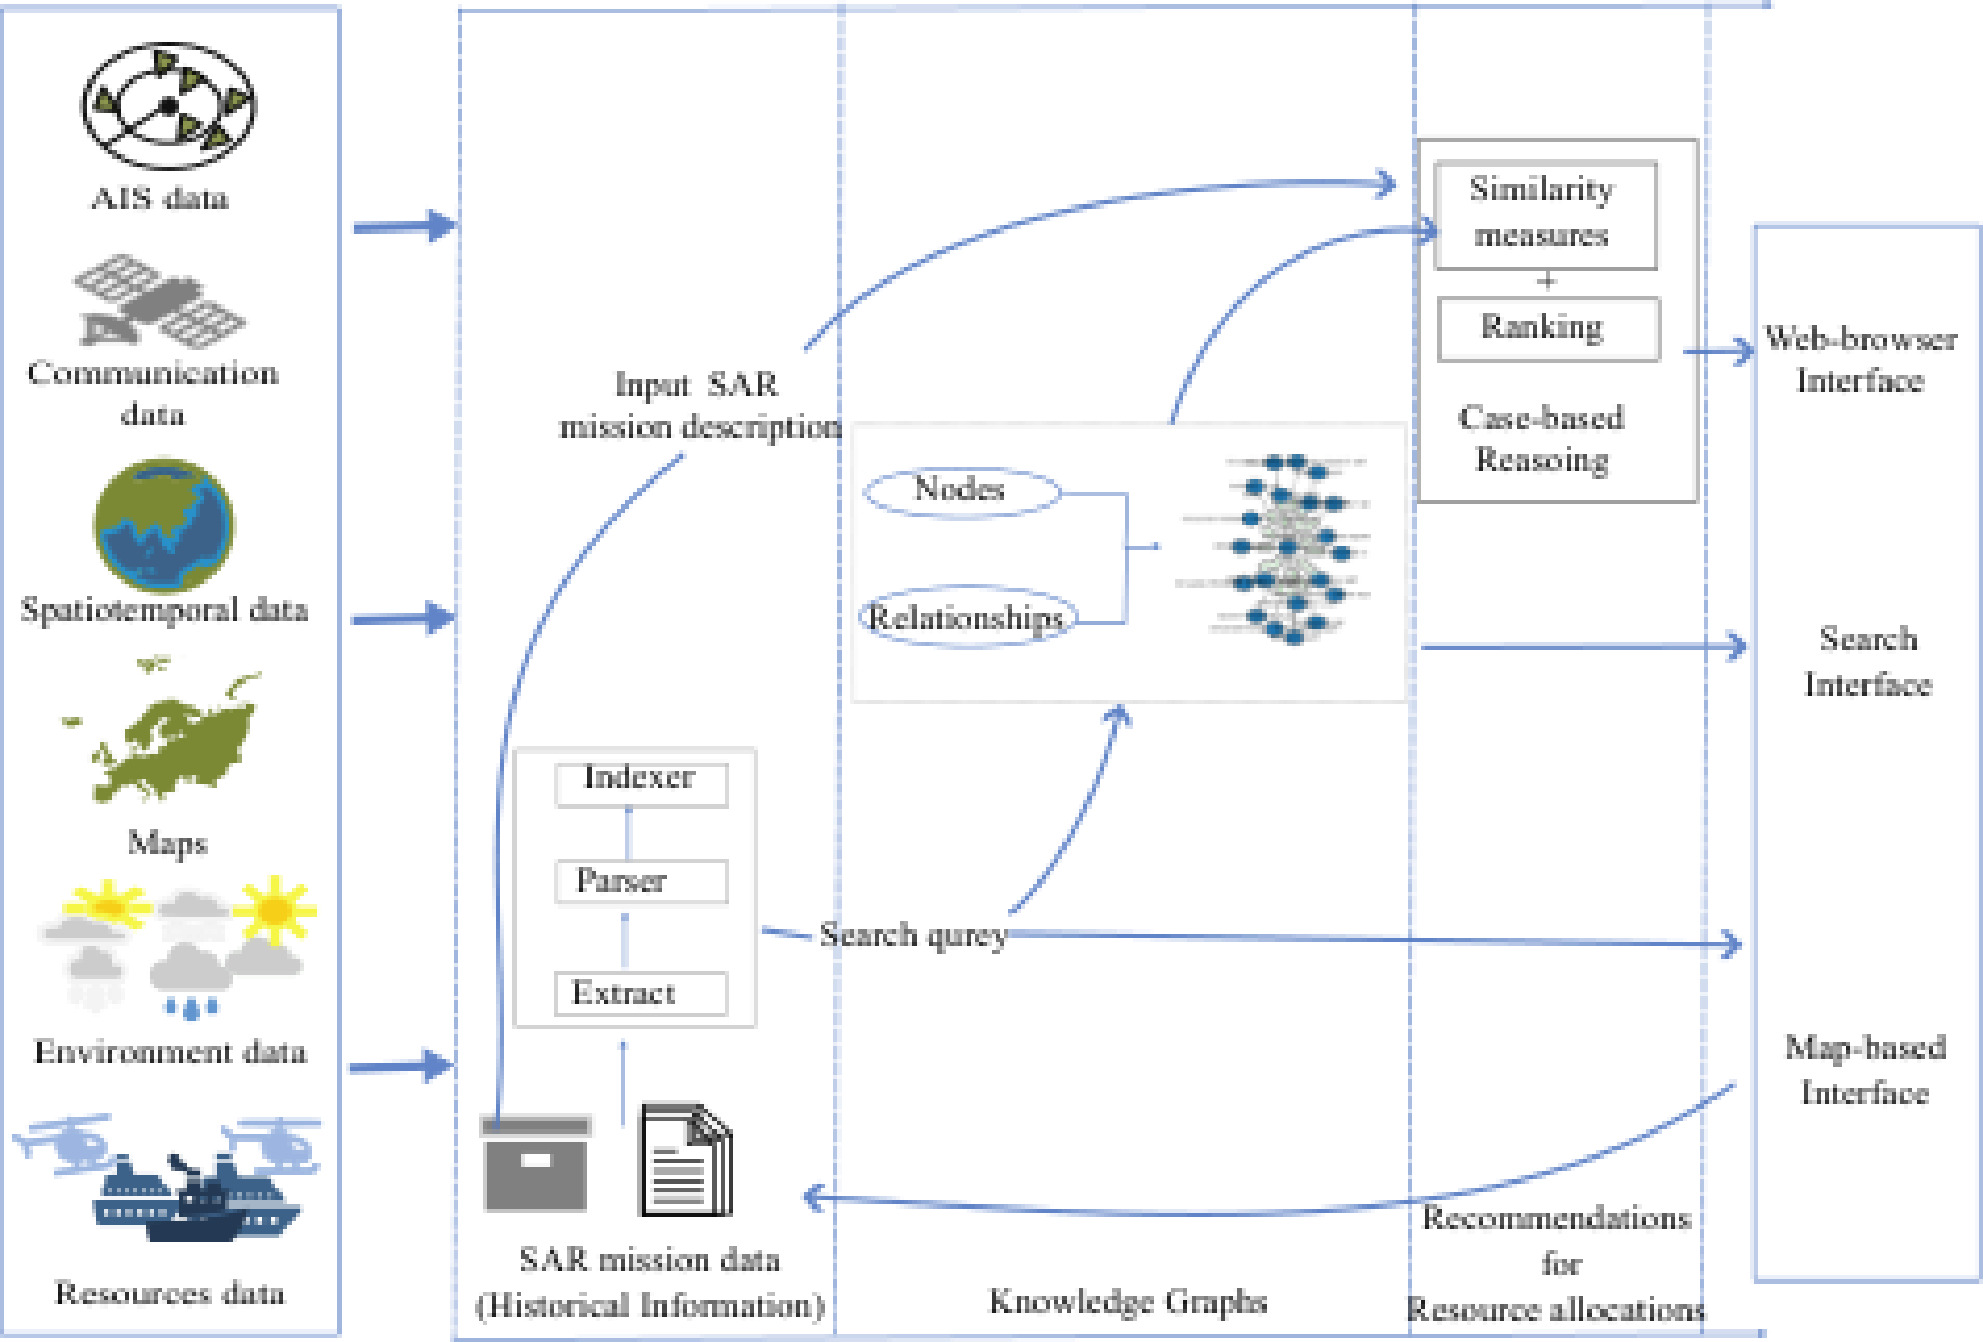 AIS data
Communication
data
Spatiotemporal data
Maps
Environment data
Resources data
Input SAR
mission description
Indexer
Parser
Extract
SAR mission data
(Historical Information)
Search qurey
Nodes
Relationships
Knowledge Graphs
Similarity
measures
+
Ranking
Case-based
Reasoing
Recommendations
for
Resource allocations
Web-browser
Interface
Search
Interface
Map-based
Interface